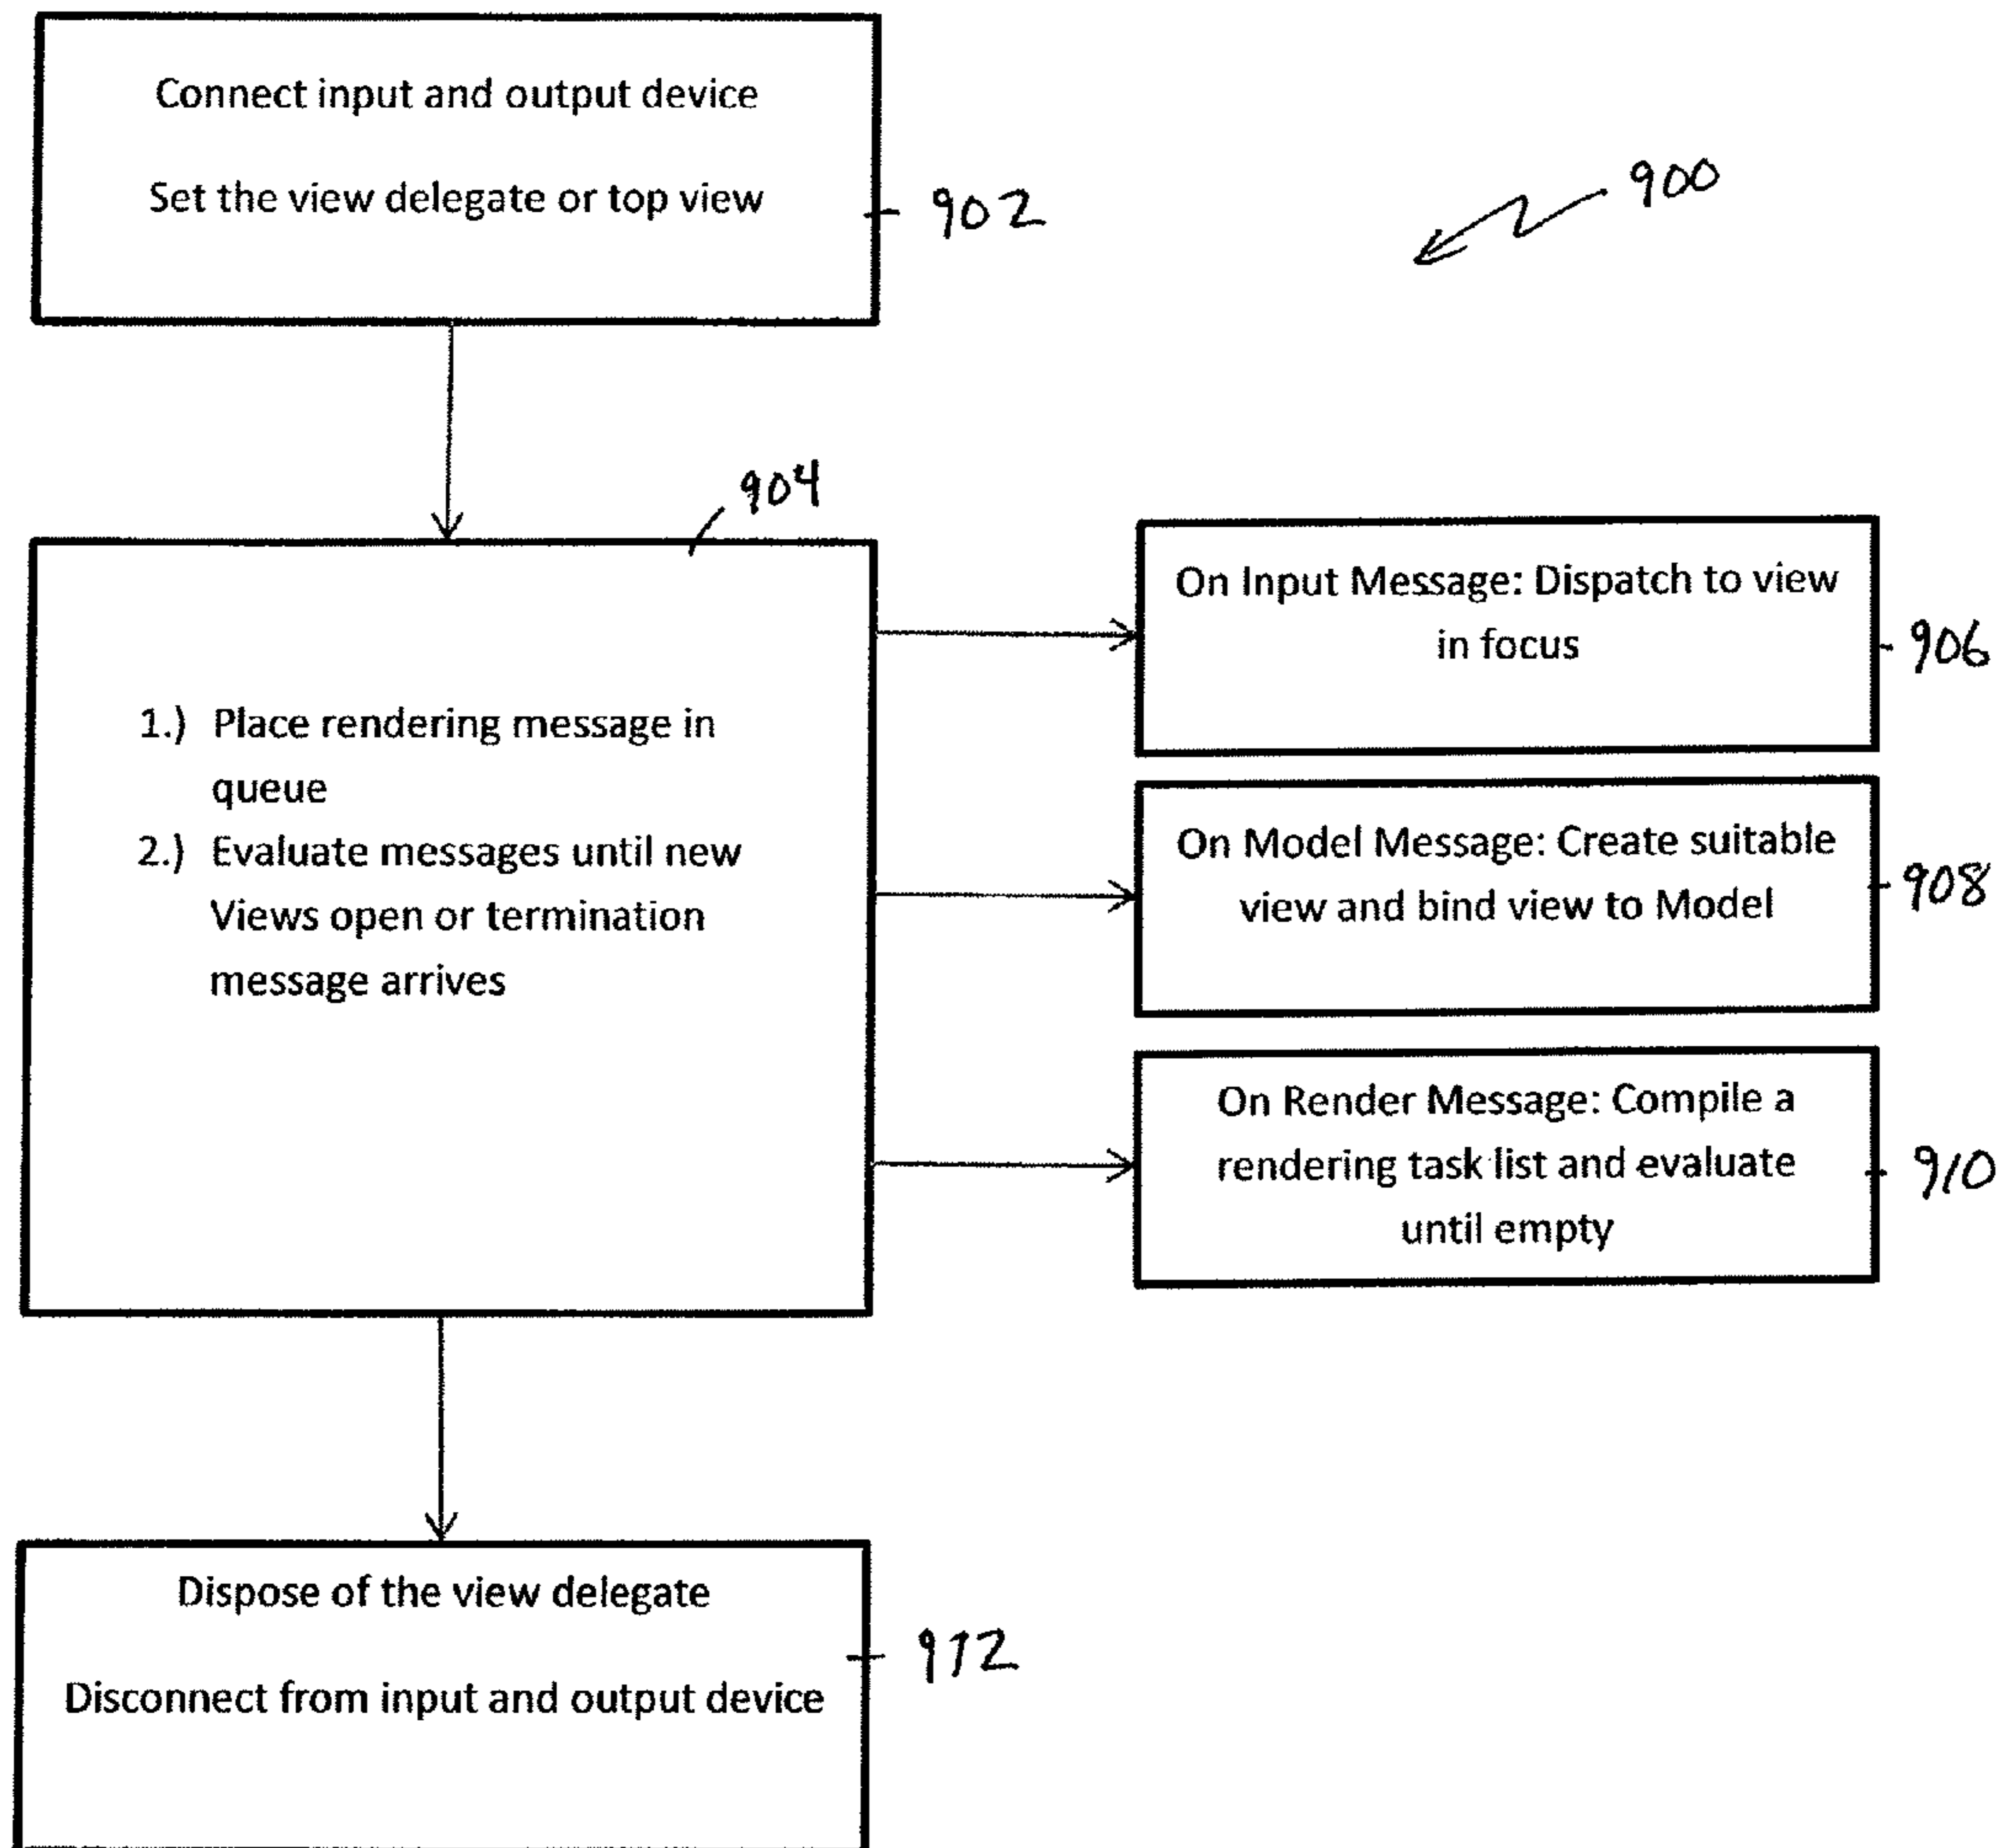 Connect input and output device
Set the view delegate or top view
902
900
904
1.) Place rendering message in
queue
2.) Evaluate messages until new
Views open or termination
message arrives
On Input Message: Dispatch to view
in focus
906
On Model Message: Create suitable
view and bind view to Model
908
On Render Message: Compile a
rendering task list and evaluate
until empty
910
Dispose of the view delegate
Disconnect from input and output device
912